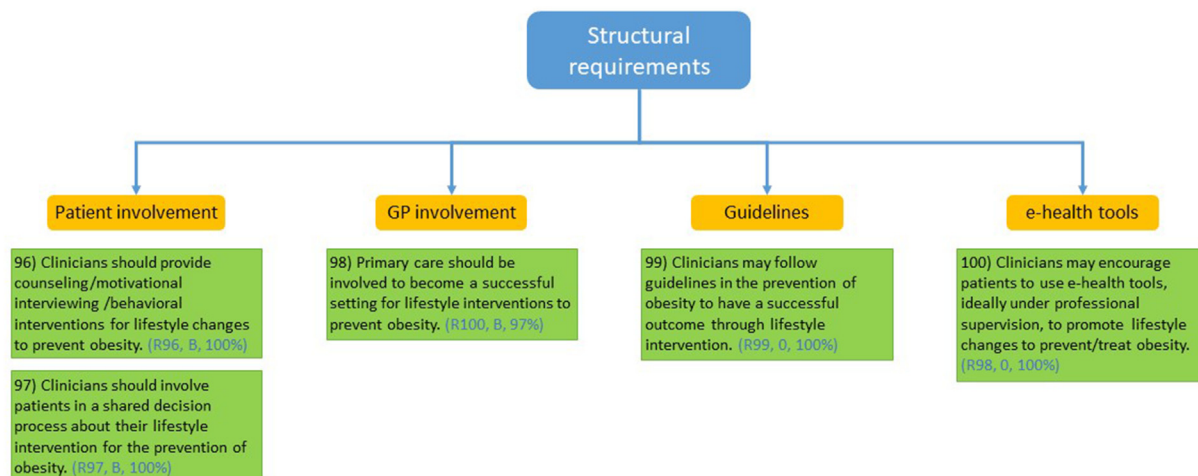 Structural
requirements
Patient involvement
GP involvement
Guidelines
e-health tools
96) Clinicians should provide
counseling/motivational
interviewing /behavioral
interventions for lifestyle changes
to prevent obesity. (R96, B, 100%)
97) Clinicians should involve
patients in a shared decision
process about their lifestyle
intervention for the prevention of
obesity. (R97, B, 100%)
98) Primary care should be
involved to become a successful
setting for lifestyle interventions to
prevent obesity. (R100, B, 97%)
99) Clinicians may follow
guidelines in the prevention of
obesity to have a successful
outcome through lifestyle
intervention. (R99, 0, 100%)
100) Clinicians may encourage
patients to use e-health tools,
ideally under professional
supervision, to promote lifestyle
changes to prevent/treat obesity.
(R98, 0, 100%)